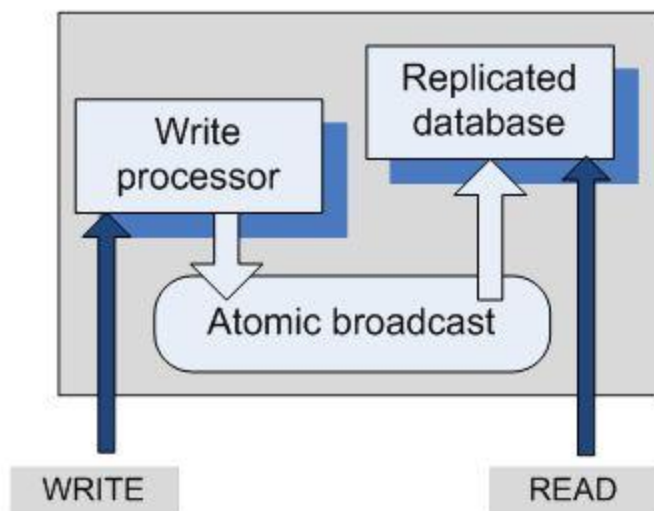 Replicated
database
Write
processor
Atomic broadcast
WRITE
READ